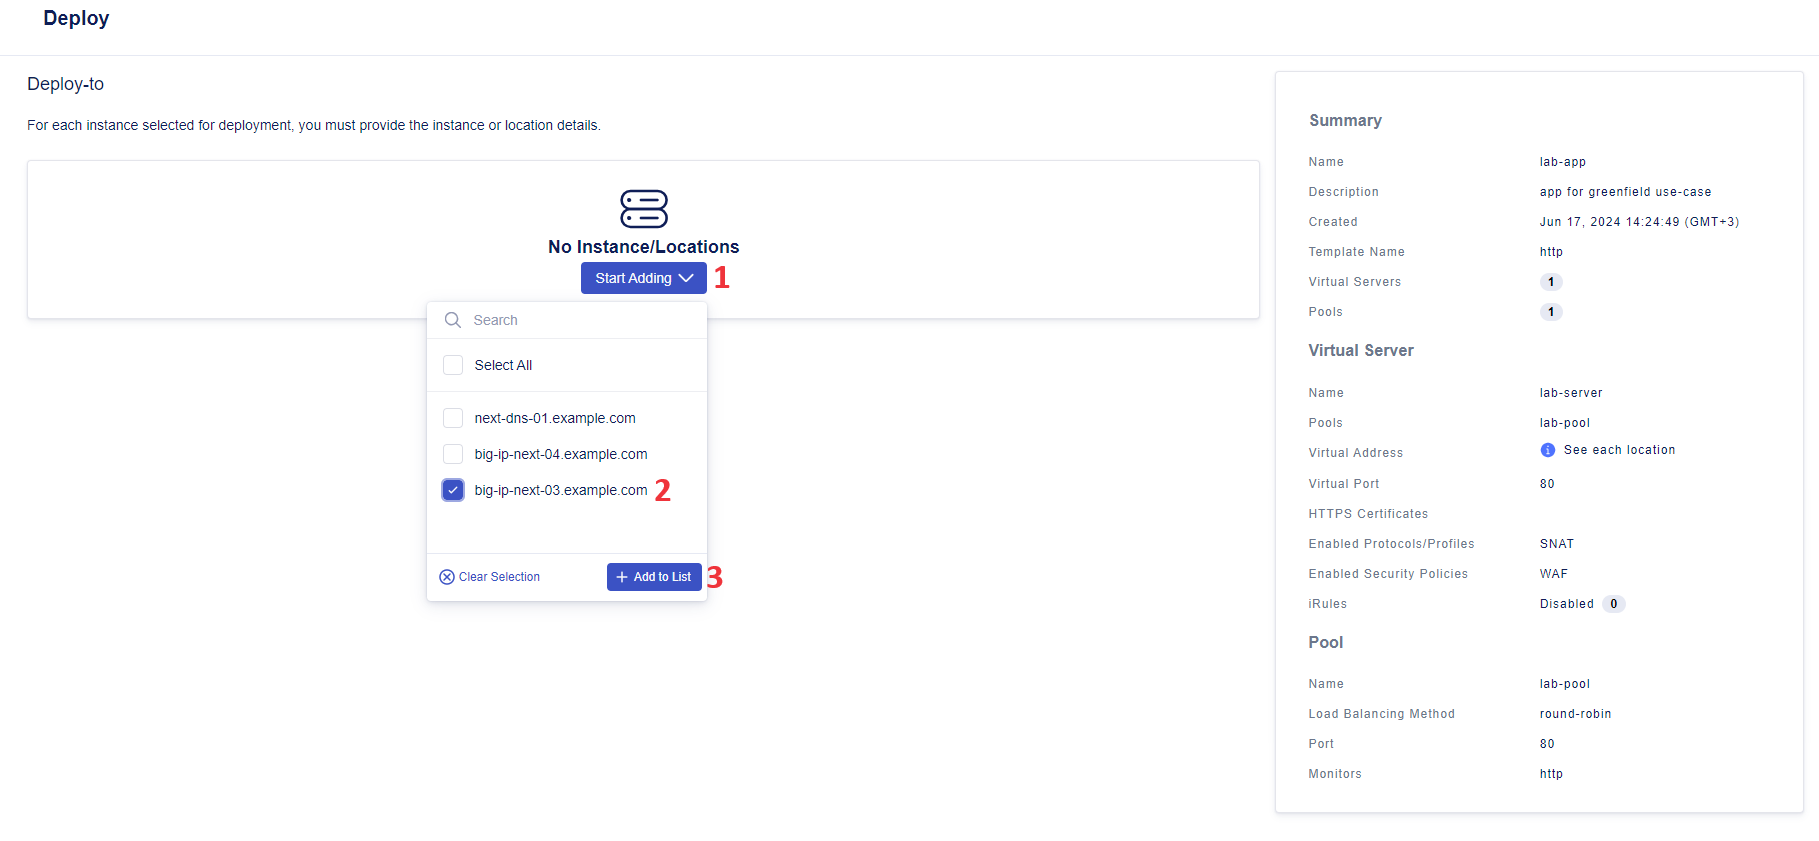 Deploy
Deploy-to
For each instance selected for deployment, you must provide the instance or location details.
No Instance/Locations
Start Adding 1
Search
Select All
next-dns-01.example.com
big-ip-next-04.example.com
big-ip-next-03.example.com 2
Clear Selection
Add to List 3
Summary
Name lab-app
Description app for greenfield use-case
Created Jun 17, 2024 14:24:49 (GMT+3)
Template Name http
Virtual Servers 1
Pools 1
Virtual Server
Name lab-server
Pools lab-pool
Virtual Address See each location
Virtual Port 80
HTTPS Certificates
Enabled Protocols/Profiles SNAT
Enabled Security Policies WAF
iRules Disabled 0
Pool
Name lab-pool
Load Balancing Method round-robin
Port 80
Monitors http